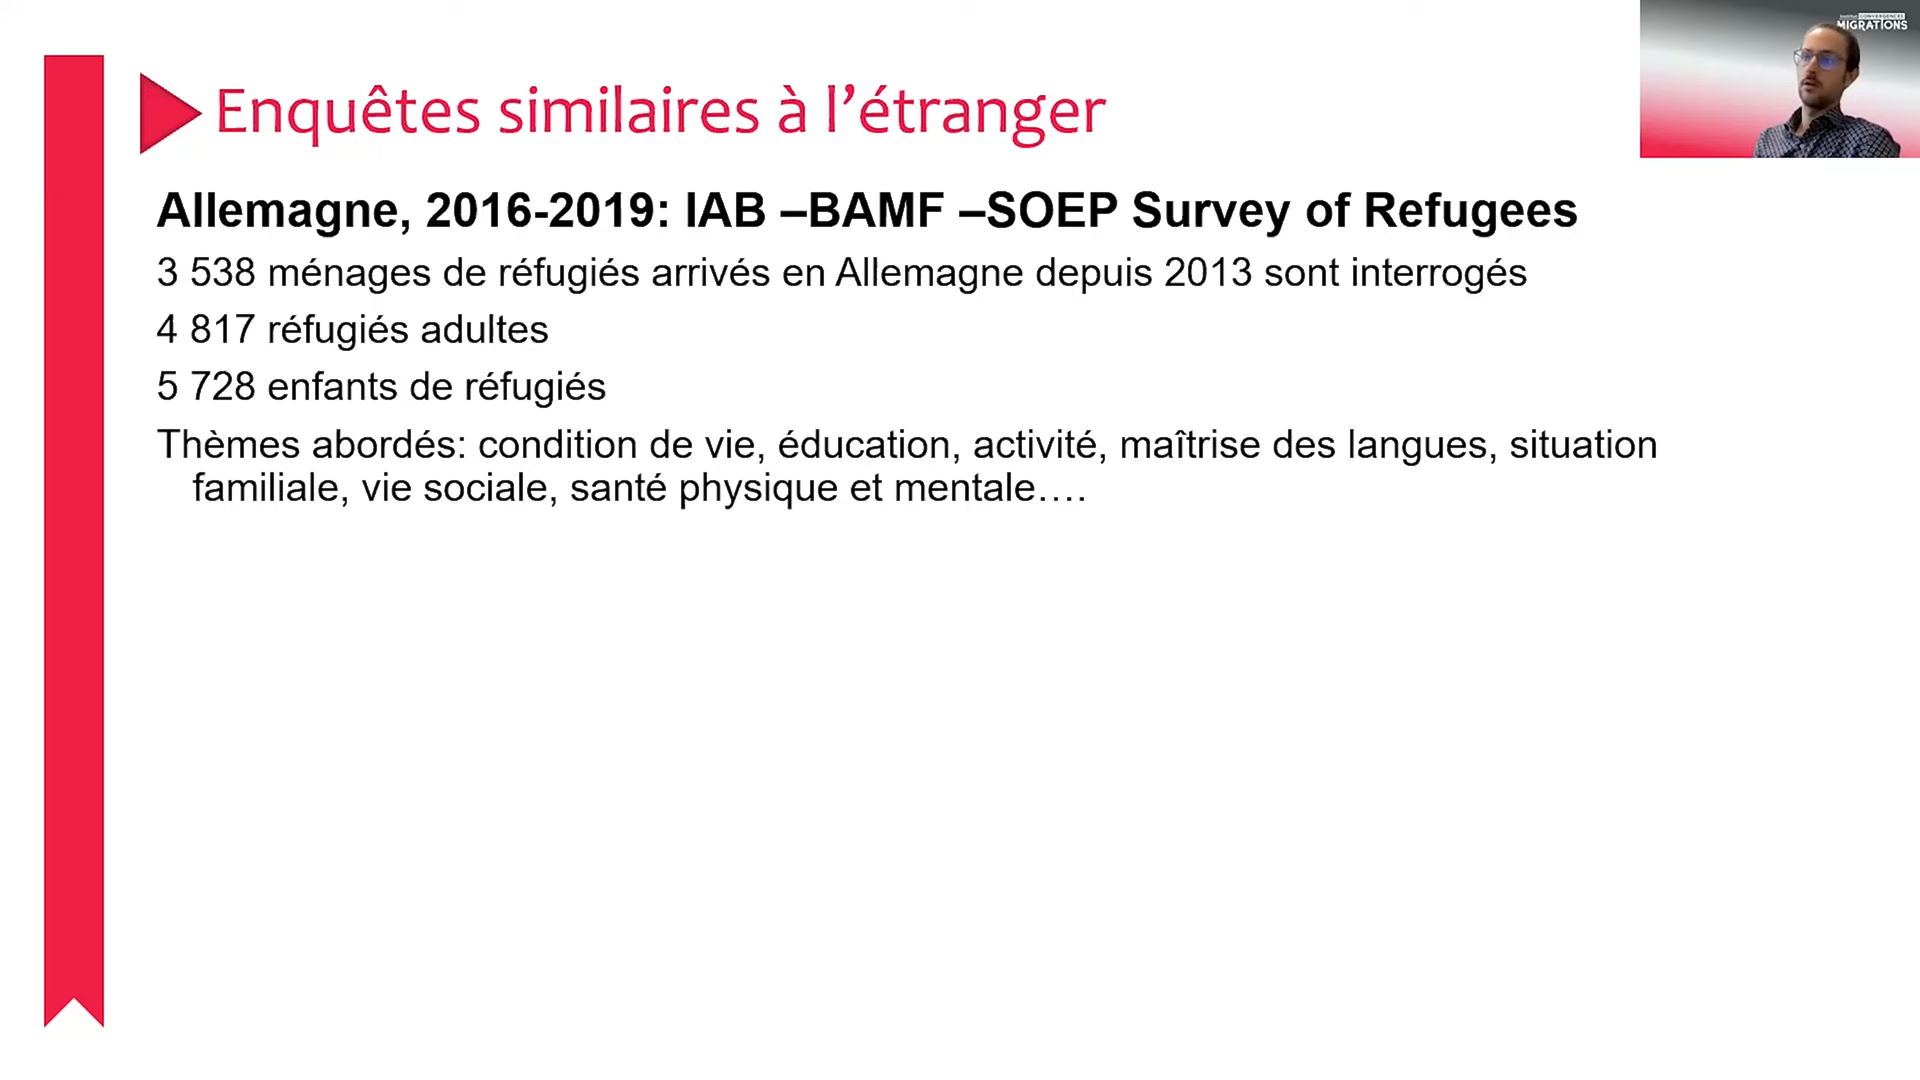 CONVERGENCES
MIGRATIONS
Enquêtes similaires à l’étranger
Allemagne, 2016-2019: IAB –BAMF –SOEP Survey of Refugees
3 538 ménages de réfugiés arrivés en Allemagne depuis 2013 sont interrogés
4 817 réfugiés adultes
5 728 enfants de réfugiés
Thèmes abordés: condition de vie, éducation, activité, maîtrise des langues, situation
familiale, vie sociale, santé physique et mentale….